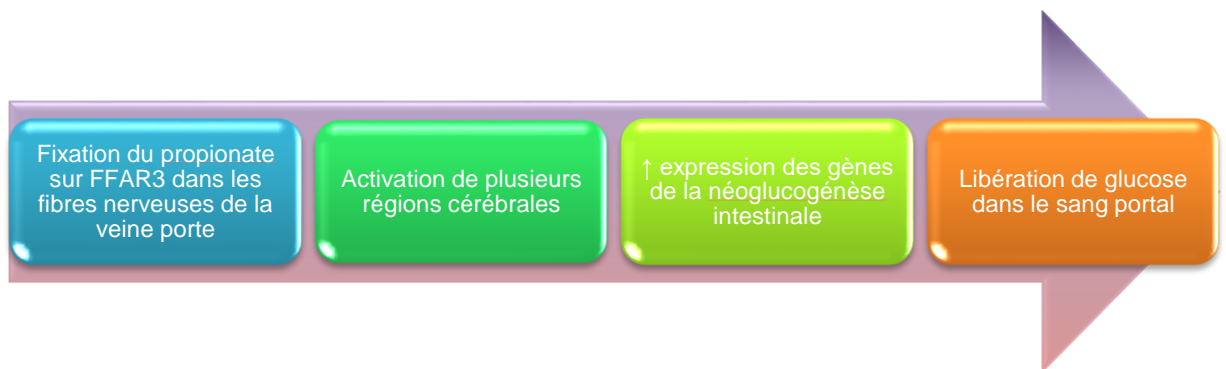 Fixation du propionate
sur FFAR3 dans les
fibres nerveuses de la
veine porte
Activation de plusieurs
régions cérébrales
↑ expression des gènes
de la néoglucogénèse
intestinale
Libération de glucose
dans le sang portal